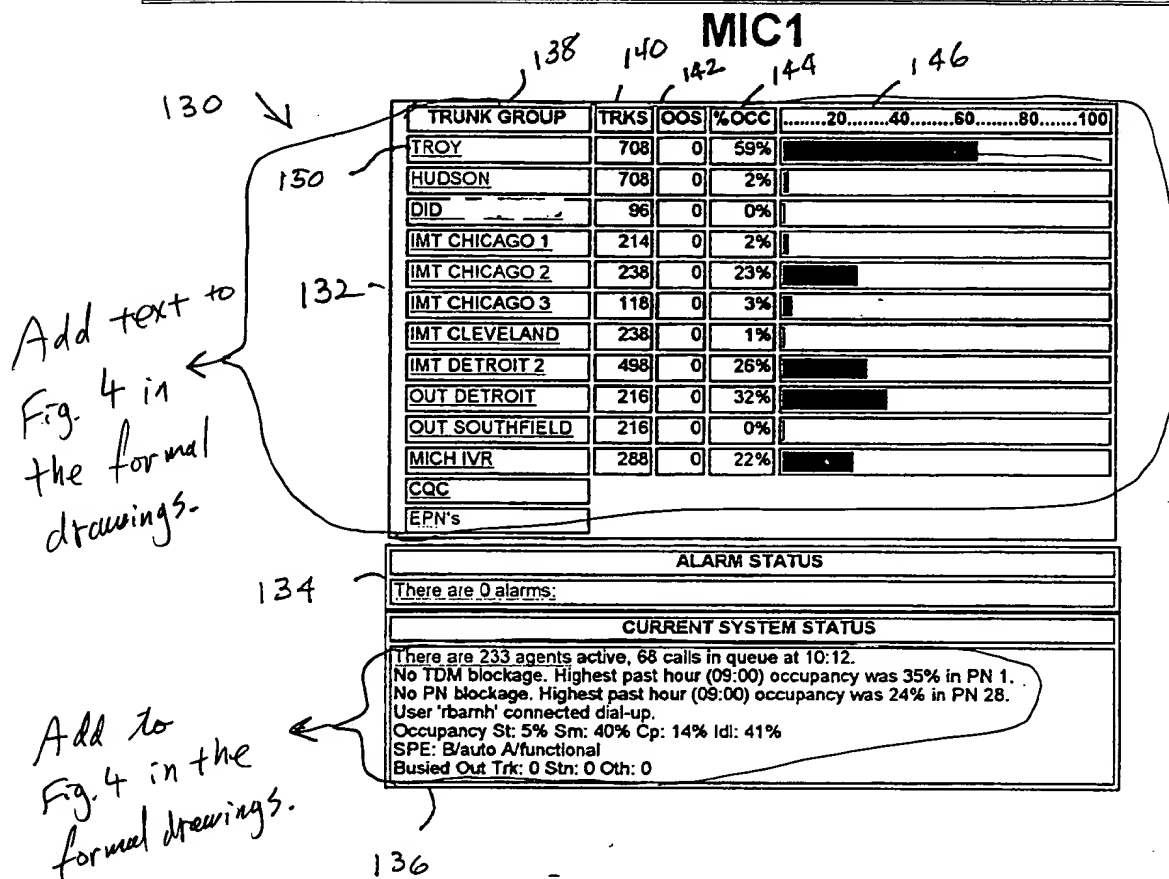 MIC1
138 140 142 144 146
130
TRUNK GROUP TRKS OOS %OCC ........20......40......60......80......100
150 TROY 708 0 59%
HUDSON 708 0 2%
DID 96 0 0%
IMT CHICAGO 1 214 0 2%
132 IMT CHICAGO 2 238 0 23%
IMT CHICAGO 3 118 0 3%
IMT CLEVELAND 238 0 1%
IMT DETROIT 2 498 0 26%
OUT DETROIT 216 0 32%
OUT SOUTHFIELD 216 0 0%
MICH IVR 288 0 22%
CQC
EPN's
Add text to
Fig. 4 in
the formal
drawings.
134
ALARM STATUS
There are 0 alarms:
CURRENT SYSTEM STATUS
There are 233 agents active, 68 calls in queue at 10:12.
No TDM blockage. Highest past hour (09:00) occupancy was 35% in PN 1.
No PN blockage. Highest past hour (09:00) occupancy was 24% in PN 28.
User 'rbarnh' connected dial-up.
Occupancy St: 5% Sm: 40% Cp: 14% Idl: 41%
SPE: B/auto A/functional
Busied Out Trk: 0 Stn: 0 Oth: 0
Add to
Fig. 4 in the
formal drawings.
136